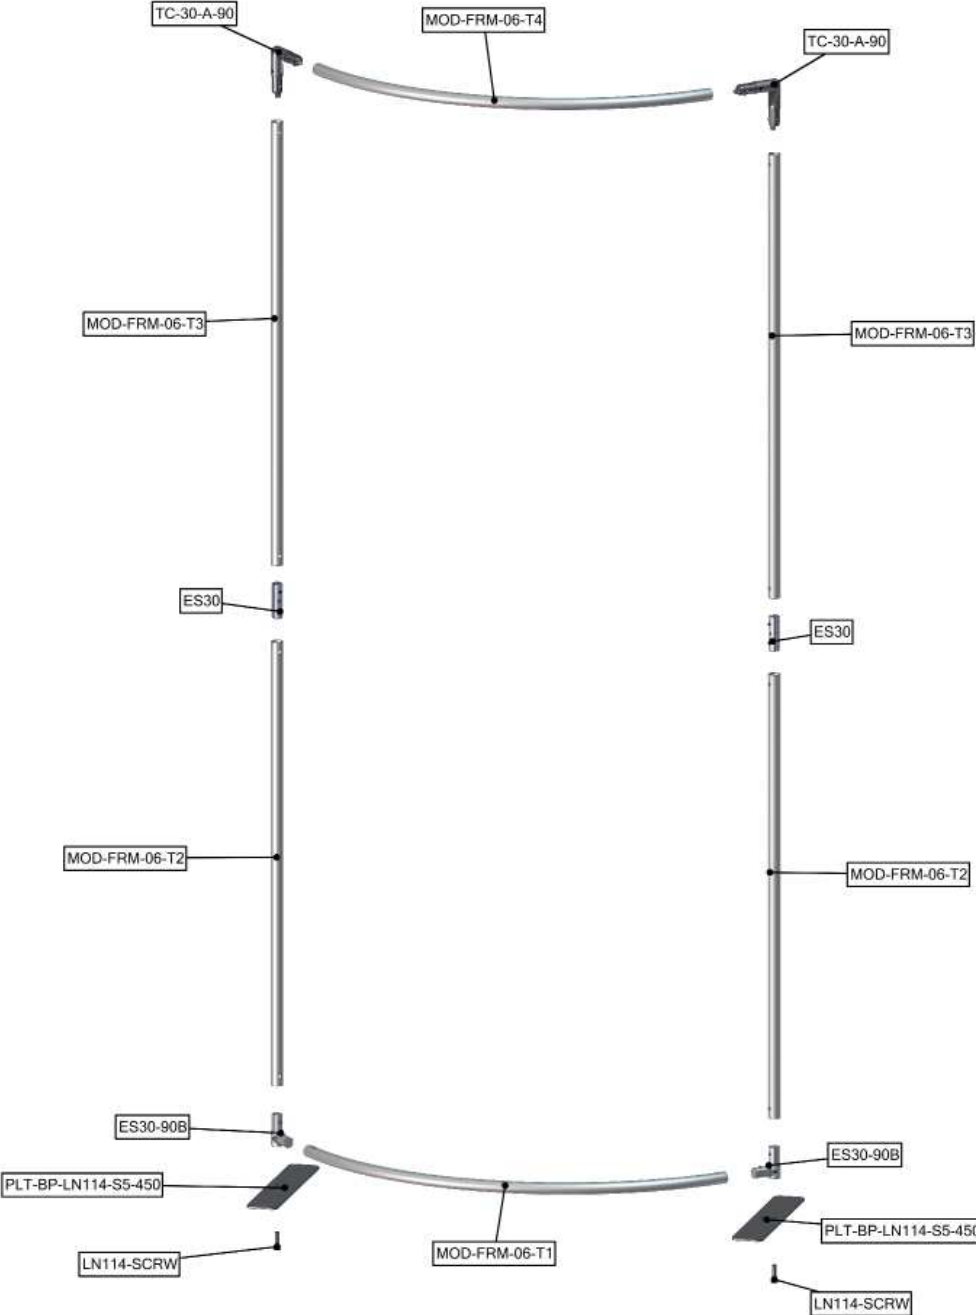 TC-30-A-90
MOD-FRM-06-T4
TC-30-A-90
MOD-FRM-06-T3
MOD-FRM-06-T3
ES30
ES30
MOD-FRM-06-T2
MOD-FRM-06-T2
ES30-90B
ES30-90B
PLT-BP-LN114-S5-450
PLT-BP-LN114-S5-450
MOD-FRM-06-T1
LN114-SCRW
LN114-SCRW